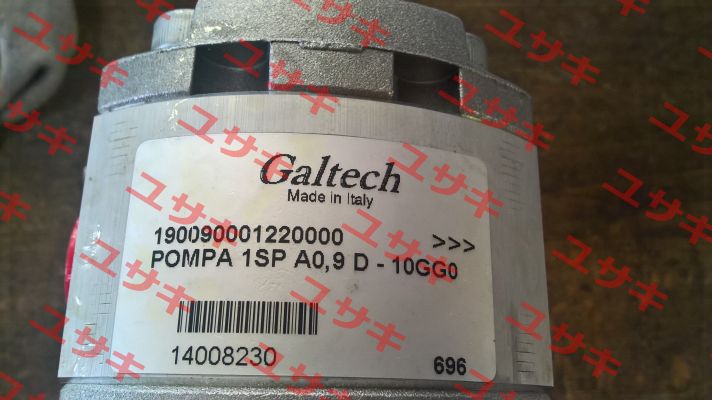 Galtech
Made in Italy
190090001220000 >>>
POMPA 1SP A0,9 D - 10GG0
14008230 696
ユサキ